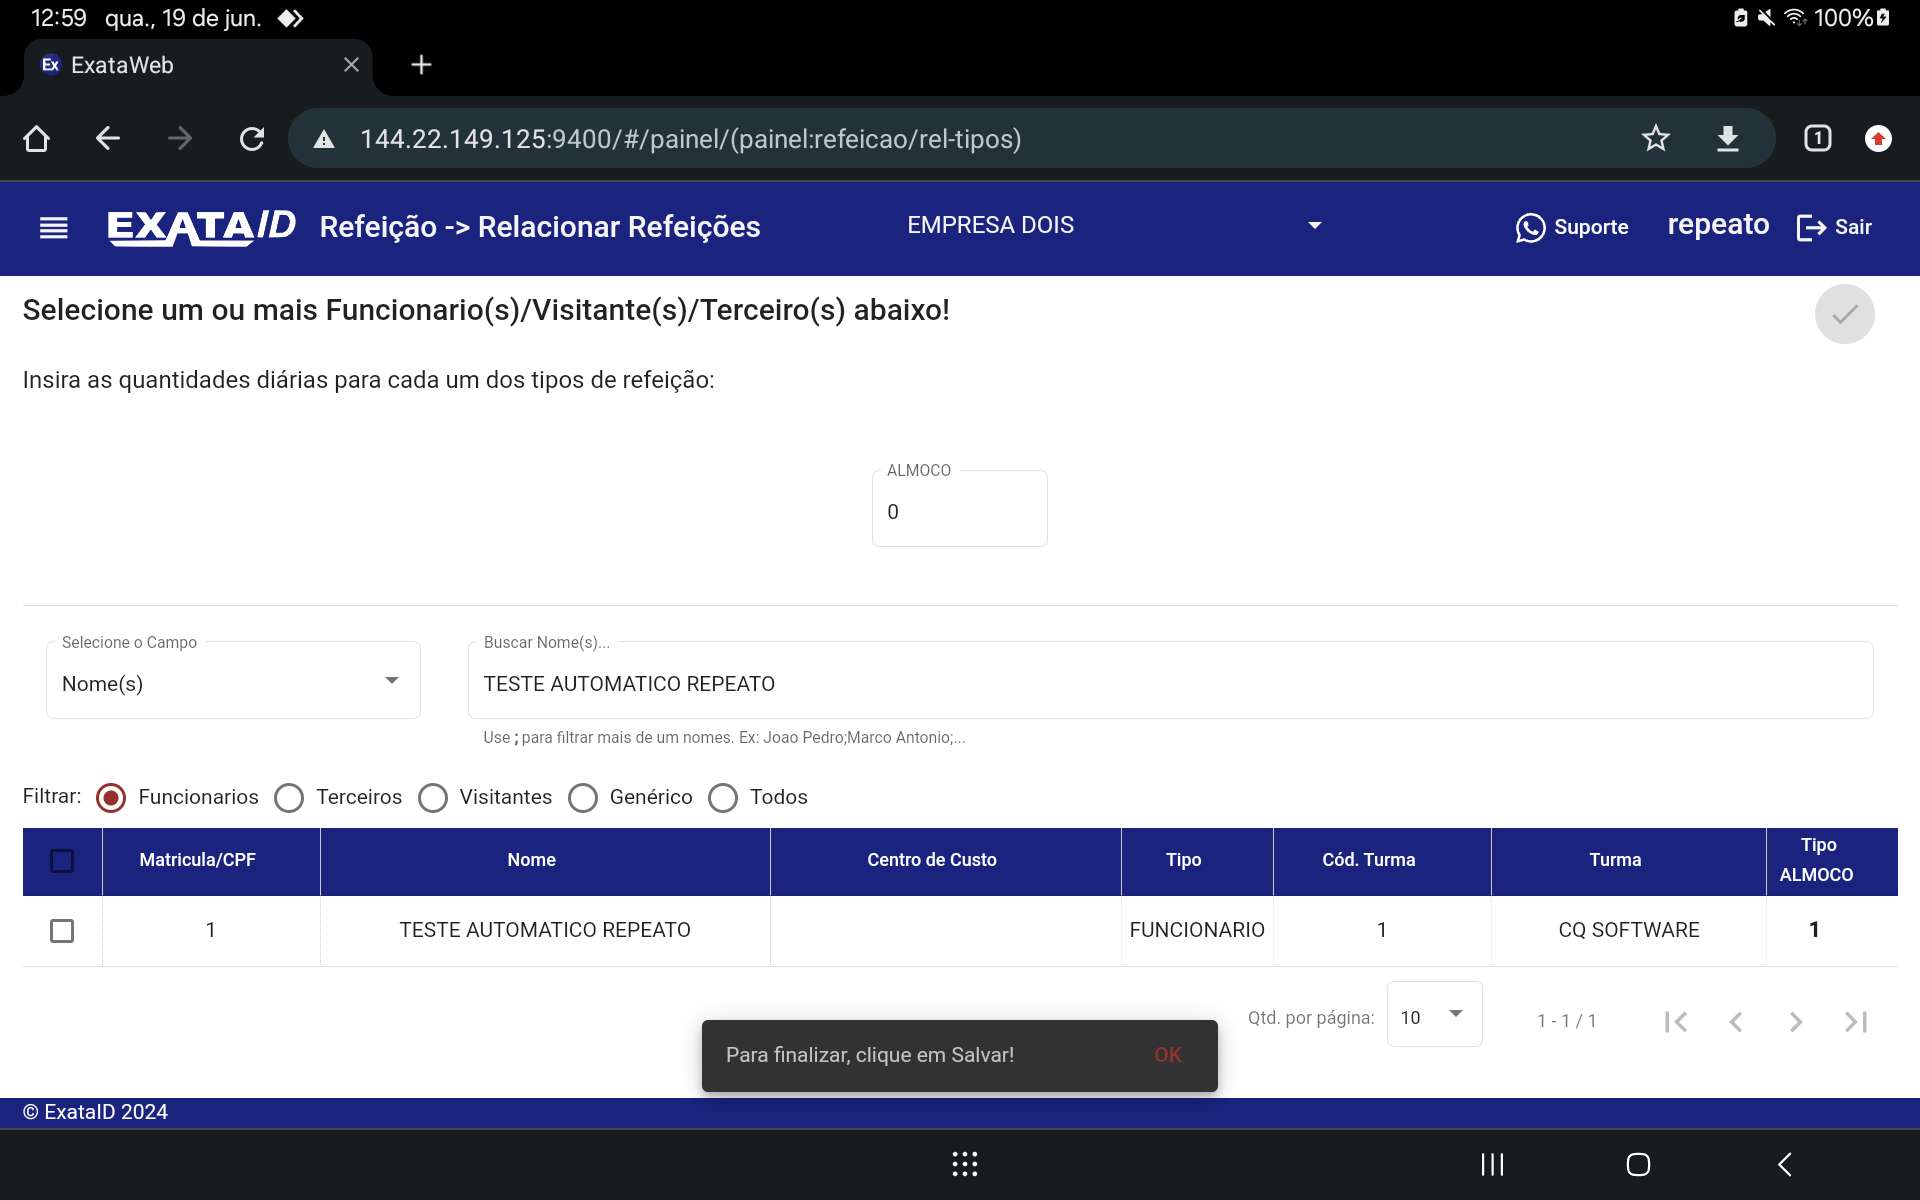 12:59 qua., 19 de jun. 100%
Ex ExataWeb
144.22.149.125:9400/#/painel/(painel:refeicao/rel-tipos) 1
EXATAID Refeição -> Relacionar Refeições EMPRESA DOIS Suporte repeato Sair
Selecione um ou mais Funcionario(s)/Visitante(s)/Terceiro(s) abaixo!
Insira as quantidades diárias para cada um dos tipos de refeição:
ALMOCO
0
Selecione o Campo Buscar Nome(s)...
Nome(s) TESTE AUTOMATICO REPEATO
Use ; para filtrar mais de um nomes. Ex: Joao Pedro;Marco Antonio;...
Filtrar: Funcionarios Terceiros Visitantes Genérico Todos
Matricula/CPF Nome Centro de Custo Tipo Cód. Turma Turma Tipo ALMOCO
1 TESTE AUTOMATICO REPEATO FUNCIONARIO 1 CQ SOFTWARE 1
Qtd. por página: 10 1 - 1 / 1
Para finalizar, clique em Salvar! OK
© ExataID 2024